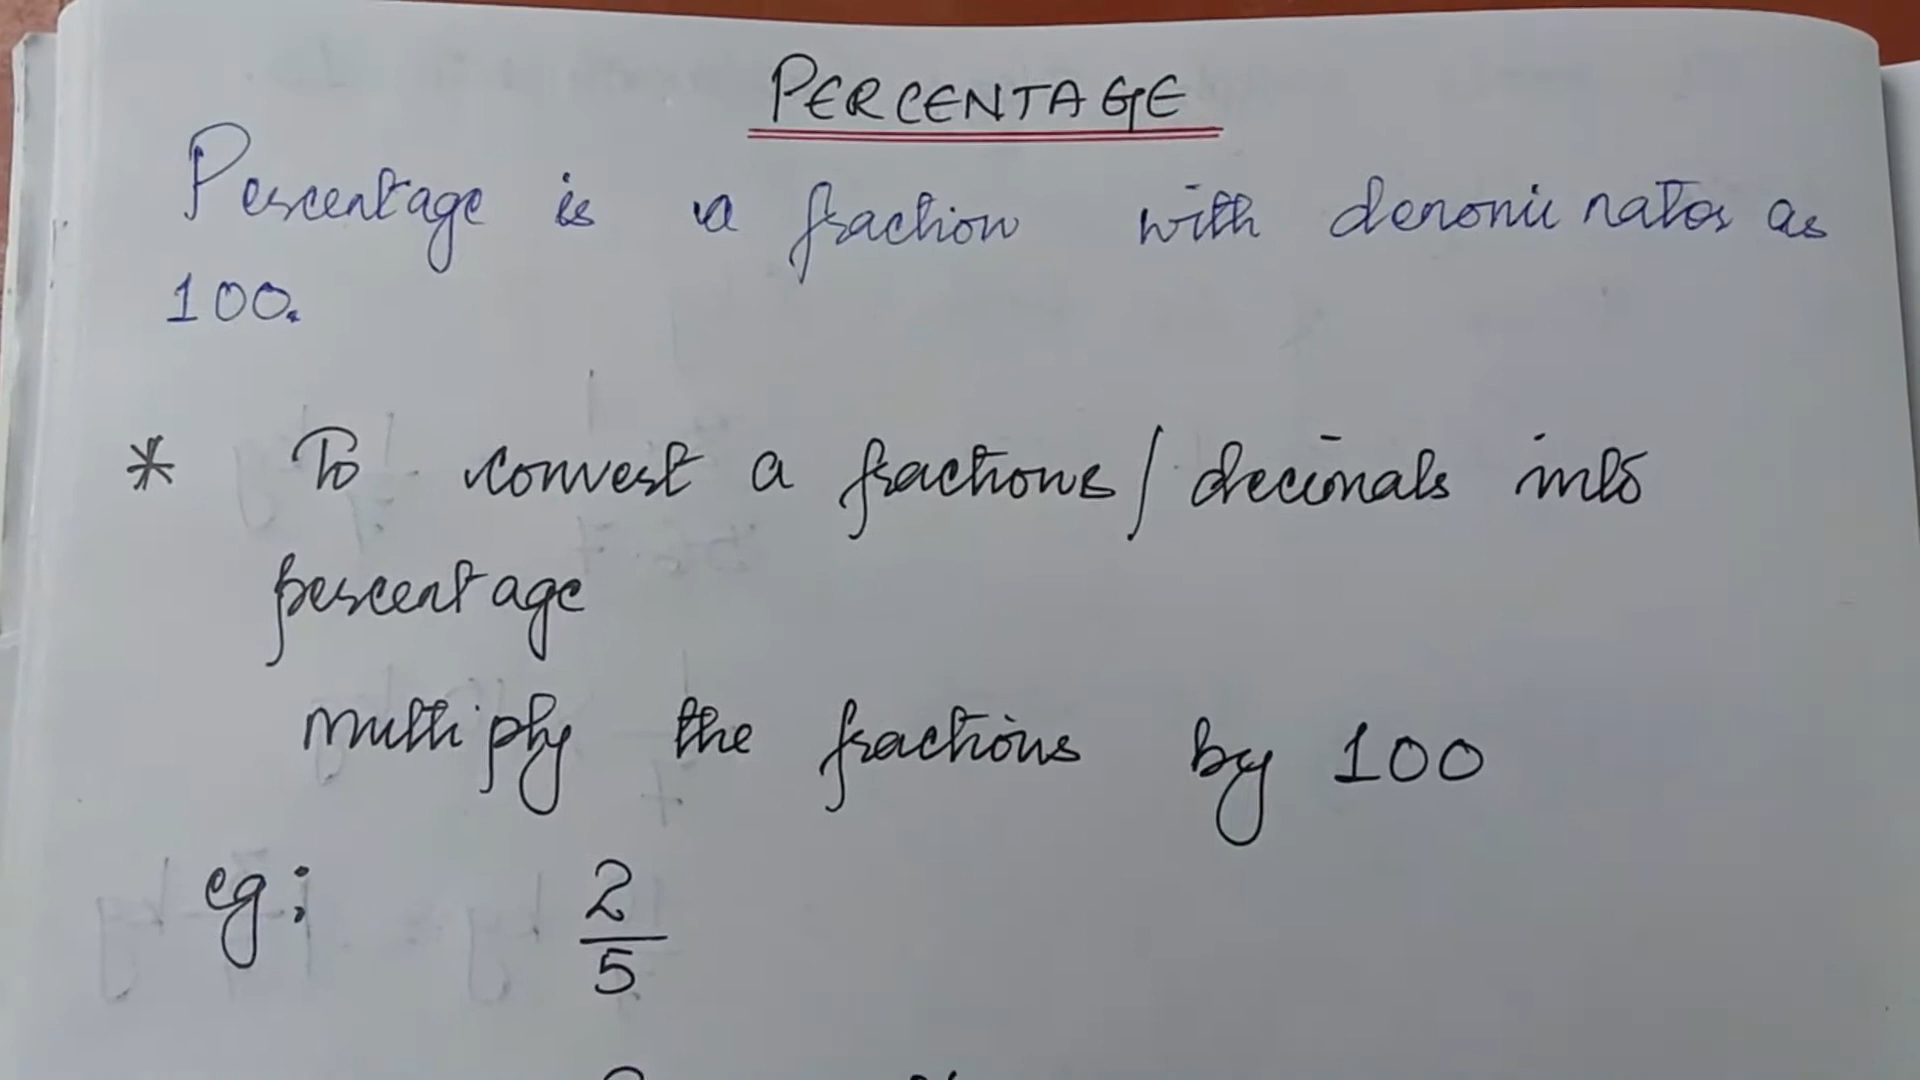 PERCENTAGE
Percentage is a fraction with denominator as
100.
* To convert a fractions/decimals into
percentage
multiply the fractions by 100
eg:
2
5